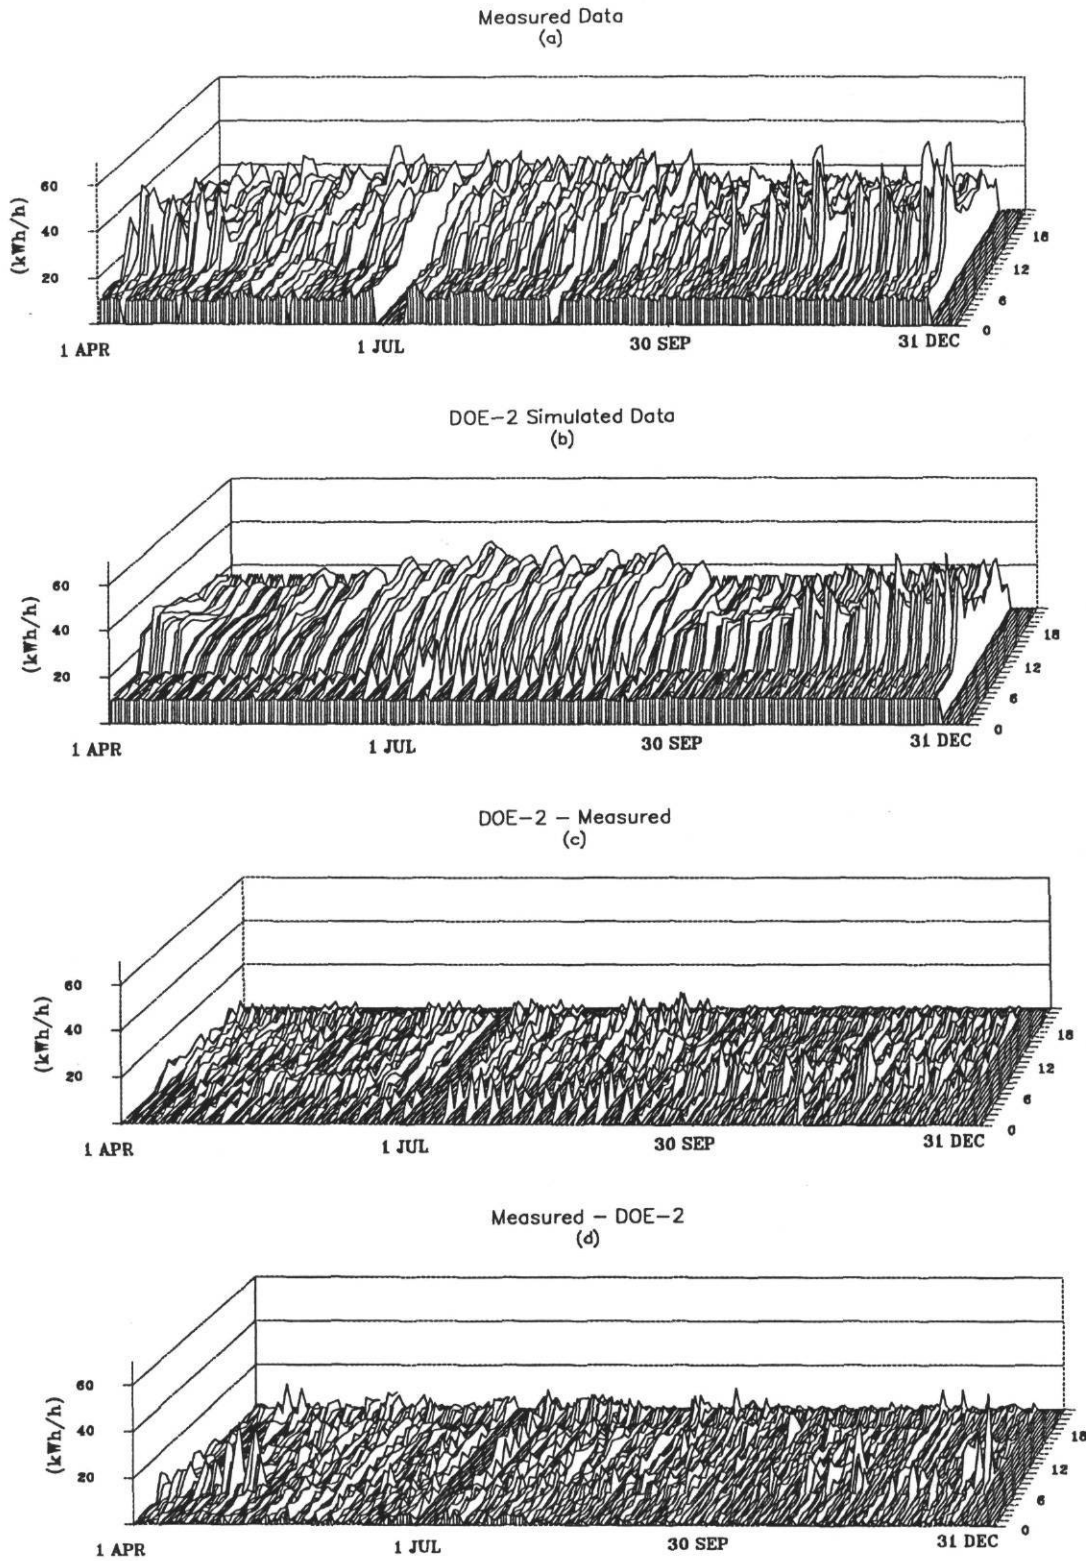 Measured Data
(a)
60
40
20
(kWh/h)
18
12
6
0
1 APR
1 JUL
30 SEP
31 DEC
DOE-2 Simulated Data
(b)
60
40
20
(kWh/h)
18
12
6
0
1 APR
1 JUL
30 SEP
31 DEC
DOE-2 - Measured
(c)
60
40
20
(kWh/h)
18
12
6
0
1 APR
1 JUL
30 SEP
31 DEC
Measured - DOE-2
(d)
60
40
20
(kWh/h)
18
12
6
0
1 APR
1 JUL
30 SEP
31 DEC